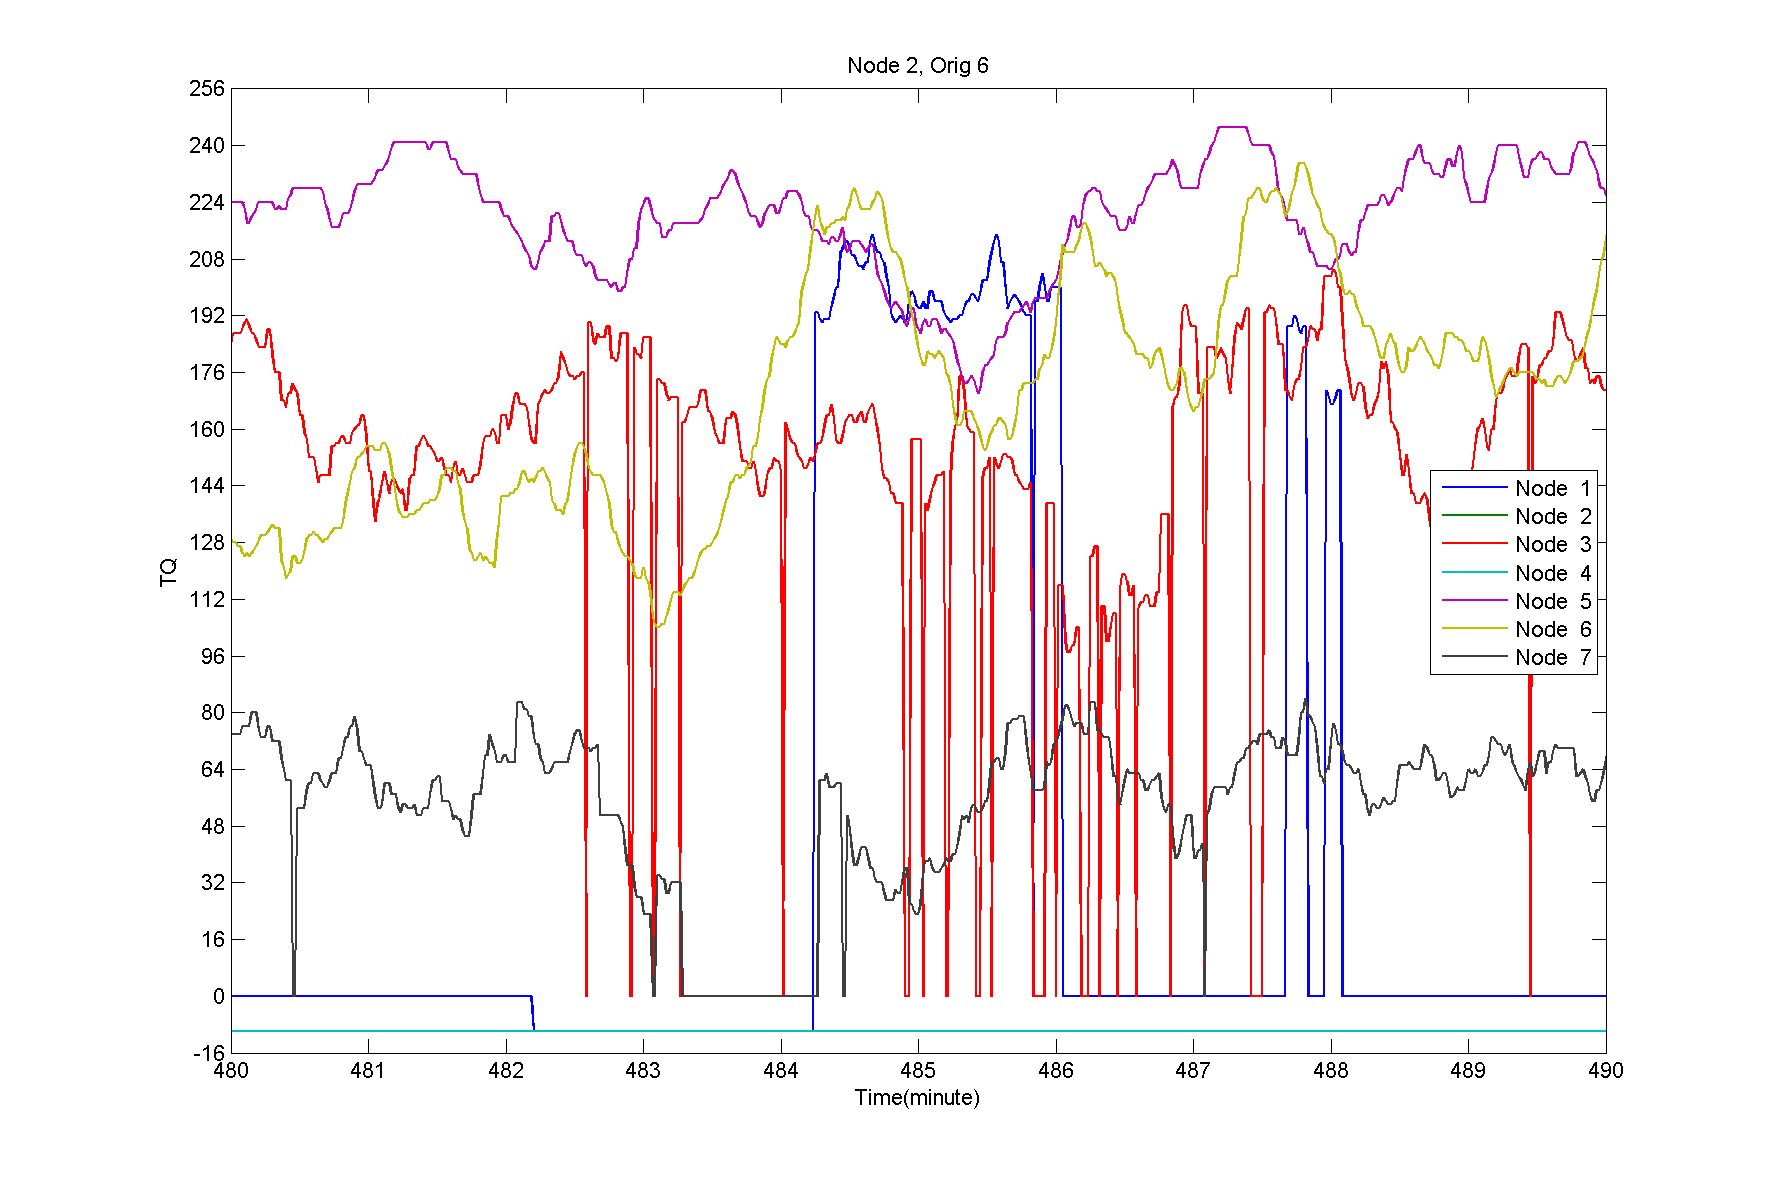 Node 2, Orig 6
256
240
224
208
192
176
160
144
128
112
96
80
64
48
32
16
0
-16
TQ
Node 1
Node 2
Node 3
Node 4
Node 5
Node 6
Node 7
480 481 482 483 484 485 486 487 488 489 490
Time(minute)